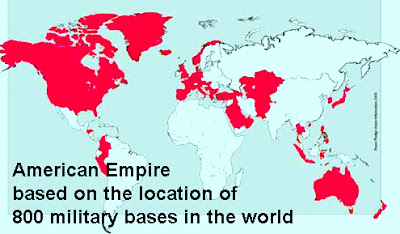 American Empire
based on the location of
800 military bases in the world